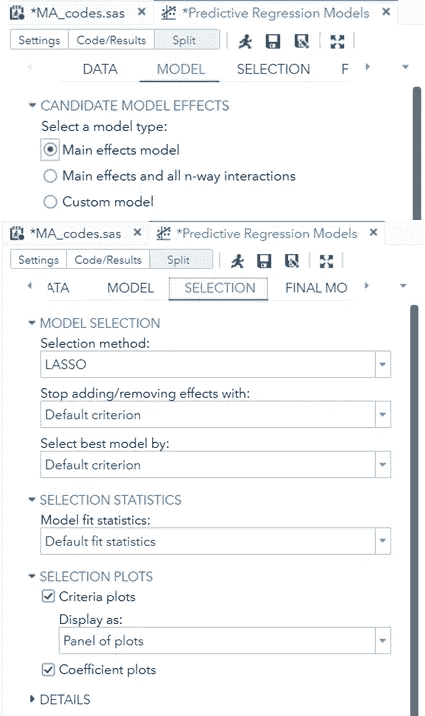 *MA_codes.sas × *Predictive Regression Models ×
Settings Code/Results Split
DATA MODEL SELECTION F
CANDIDATE MODEL EFFECTS
Select a model type:
Main effects model
Main effects and all n-way interactions
Custom model
*MA_codes.sas × *Predictive Regression Models ×
Settings Code/Results Split
ATA MODEL SELECTION FINAL MO
MODEL SELECTION
Selection method:
LASSO
Stop adding/removing effects with:
Default criterion
Select best model by:
Default criterion
SELECTION STATISTICS
Model fit statistics:
Default fit statistics
SELECTION PLOTS
Criteria plots
Display as:
Panel of plots
Coefficient plots
DETAILS